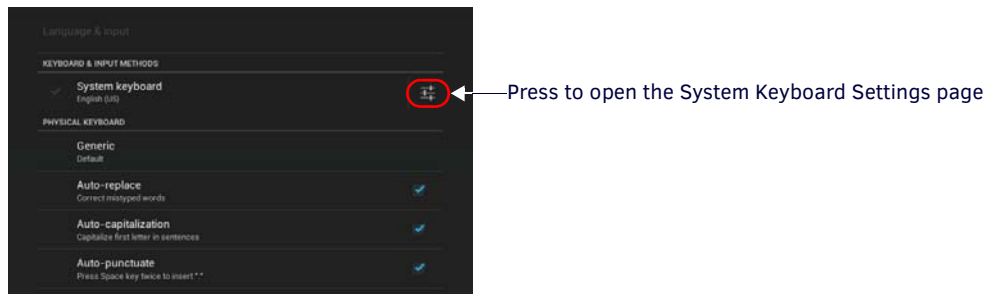 Language & input
KEYBOARD & INPUT METHODS
System keyboard
English (US)
Press to open the System Keyboard Settings page
PHYSICAL KEYBOARD
Generic
Default
Auto-replace
Correct mistyped words
Auto-capitalization
Capitalize first letter in sentences
Auto-punctuate
Press Space key twice to insert "."